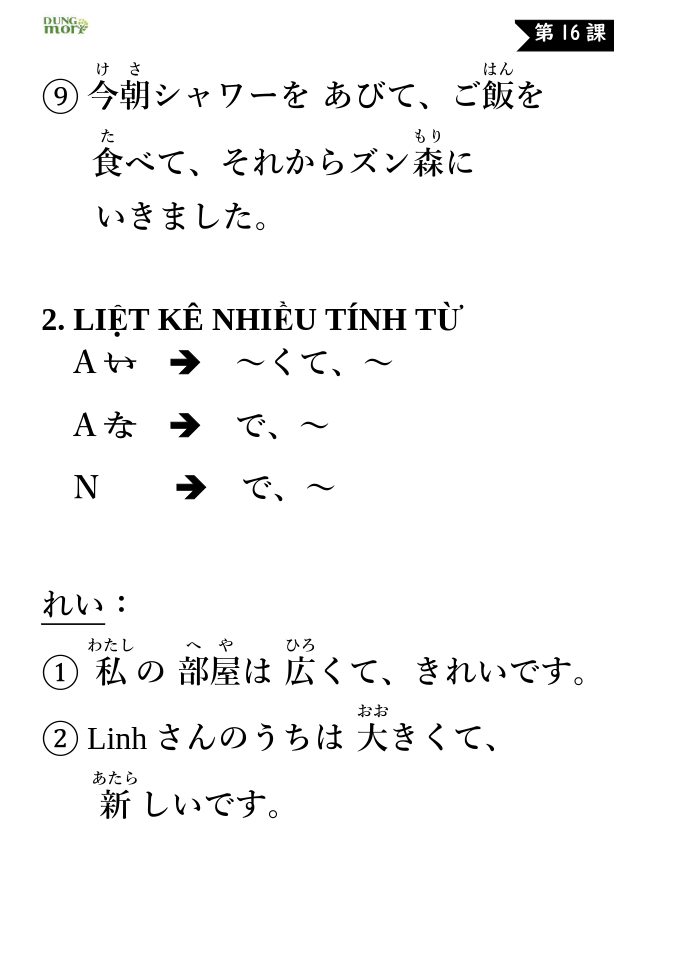 DUNG
mori
第16課
け さ はん
⑨ 今朝シャワーを あびて、ご飯を
た もり
食べて、それからズン森に
いきました。
2. LIỆT KÊ NHIỀU TÍNH TỪ
A い ➔ ～くて、～
A な ➔ で、～
N ➔ で、～
れい：
わたし へ や ひろ
① 私の 部屋は 広くて、きれいです。
おお
② Linh さんのうちは 大きくて、
あたら
新しいです。